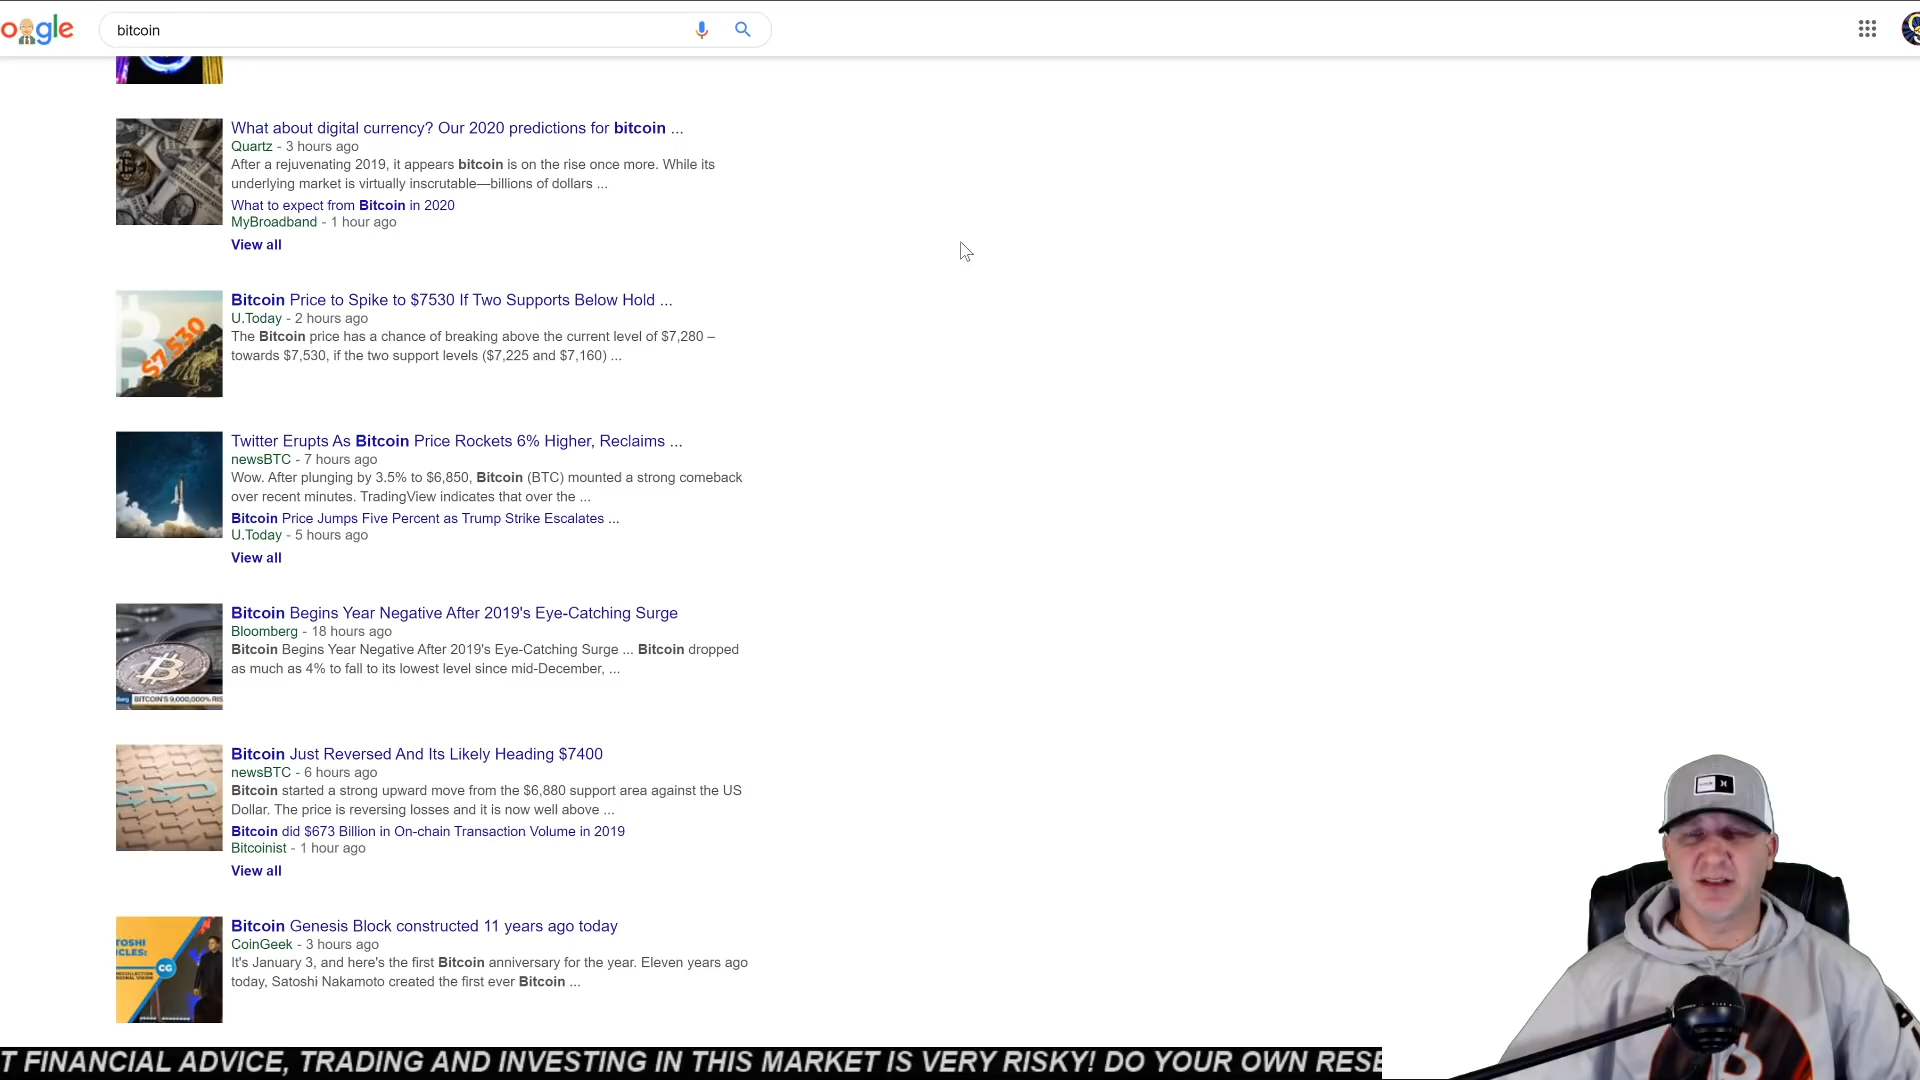 oogle
bitcoin
What about digital currency? Our 2020 predictions for bitcoin ...
Quartz - 3 hours ago
After a rejuvenating 2019, it appears bitcoin is on the rise once more. While its
underlying market is virtually inscrutable—billions of dollars ...
What to expect from Bitcoin in 2020
MyBroadband - 1 hour ago
View all
$7530
Bitcoin Price to Spike to $7530 If Two Supports Below Hold ...
U.Today - 2 hours ago
The Bitcoin price has a chance of breaking above the current level of $7,280 –
towards $7,530, if the two support levels ($7,225 and $7,160) ...
Twitter Erupts As Bitcoin Price Rockets 6% Higher, Reclaims ...
newsBTC - 7 hours ago
Wow. After plunging by 3.5% to $6,850, Bitcoin (BTC) mounted a strong comeback
over recent minutes. TradingView indicates that over the ...
Bitcoin Price Jumps Five Percent as Trump Strike Escalates ...
U.Today - 5 hours ago
View all
Bitcoin Begins Year Negative After 2019's Eye-Catching Surge
Bloomberg - 18 hours ago
Bitcoin Begins Year Negative After 2019's Eye-Catching Surge ... Bitcoin dropped
as much as 4% to fall to its lowest level since mid-December, ...
BITCOIN'S 9,000,000% RIS
Bitcoin Just Reversed And Its Likely Heading $7400
newsBTC - 6 hours ago
Bitcoin started a strong upward move from the $6,880 support area against the US
Dollar. The price is reversing losses and it is now well above ...
Bitcoin did $673 Billion in On-chain Transaction Volume in 2019
Bitcoinist - 1 hour ago
View all
Bitcoin Genesis Block constructed 11 years ago today
CoinGeek - 3 hours ago
It's January 3, and here's the first Bitcoin anniversary for the year. Eleven years ago
today, Satoshi Nakamoto created the first ever Bitcoin ...
TOSHI
ICLES:
CG
T FINANCIAL ADVICE, TRADING AND INVESTING IN THIS MARKET IS VERY RISKY! DO YOUR OWN RESE